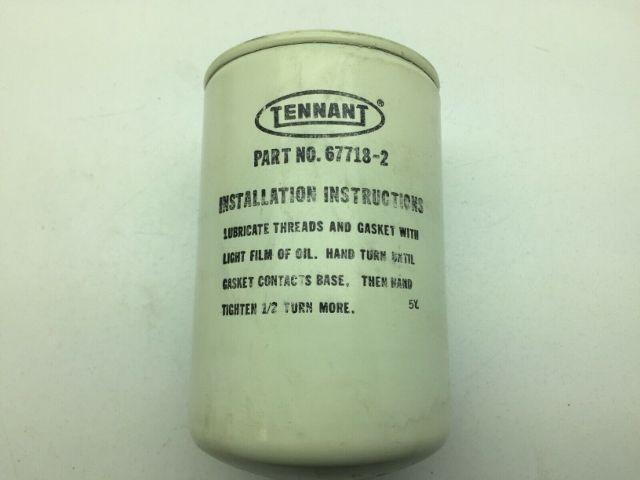 TENNANT®
PART NO. 67718-2
INSTALLATION INSTRUCTIONS
LUBRICATE THREADS AND GASKET WITH
LIGHT FILM OF OIL. HAND TURN UNTIL
GASKET CONTACTS BASE, THEN HAND
TIGHTEN 1/2 TURN MORE. 5Y.